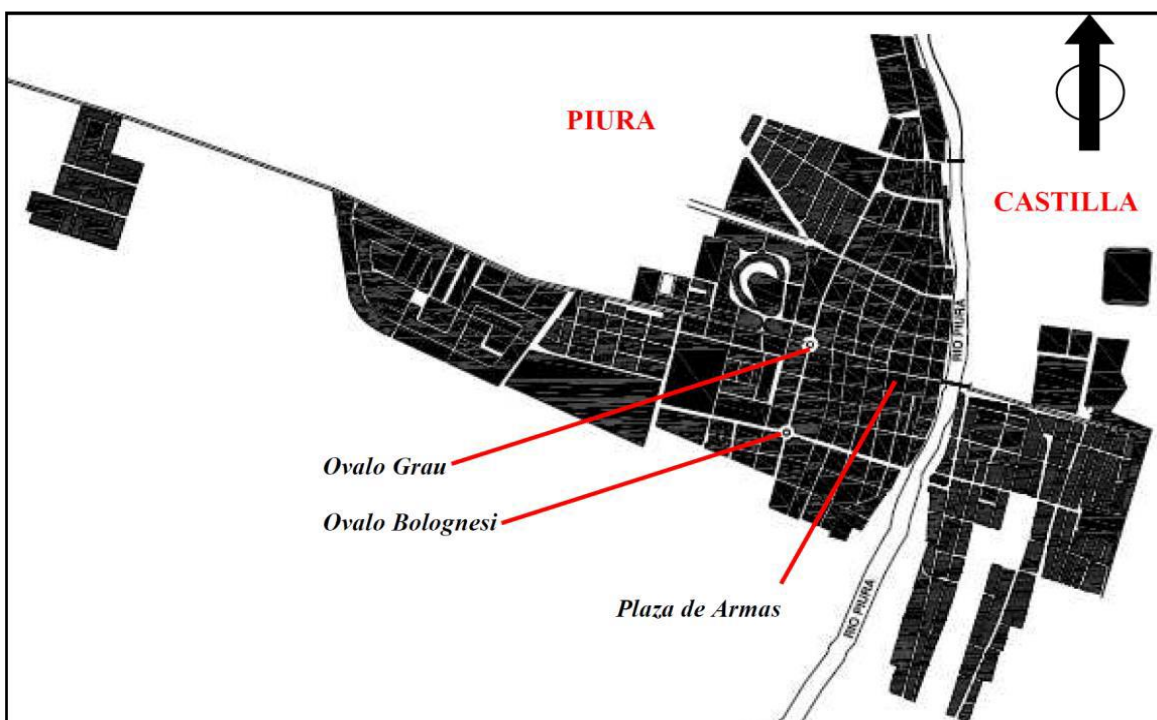 PIURA
CASTILLA
RIO PIURA
Ovalo Grau
Ovalo Bolognesi
Plaza de Armas
RIO PIURA